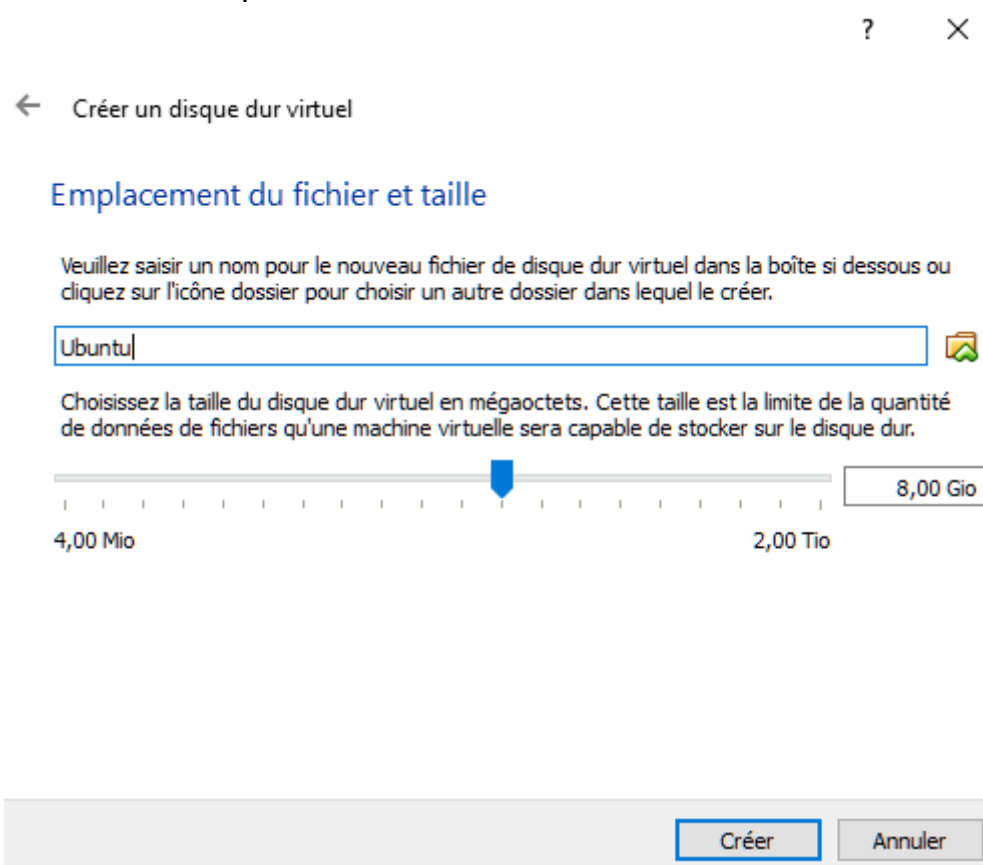 ?
Créer un disque dur virtuel
Emplacement du fichier et taille
Veuillez saisir un nom pour le nouveau fichier de disque dur virtuel dans la boîte si dessous ou
cliquez sur l'icône dossier pour choisir un autre dossier dans lequel le créer.
Ubuntu
Choisissez la taille du disque dur virtuel en mégaoctets. Cette taille est la limite de la quantité
de données de fichiers qu'une machine virtuelle sera capable de stocker sur le disque dur.
8,00 Gio
4,00 Mio 2,00 Tio
Créer Annuler